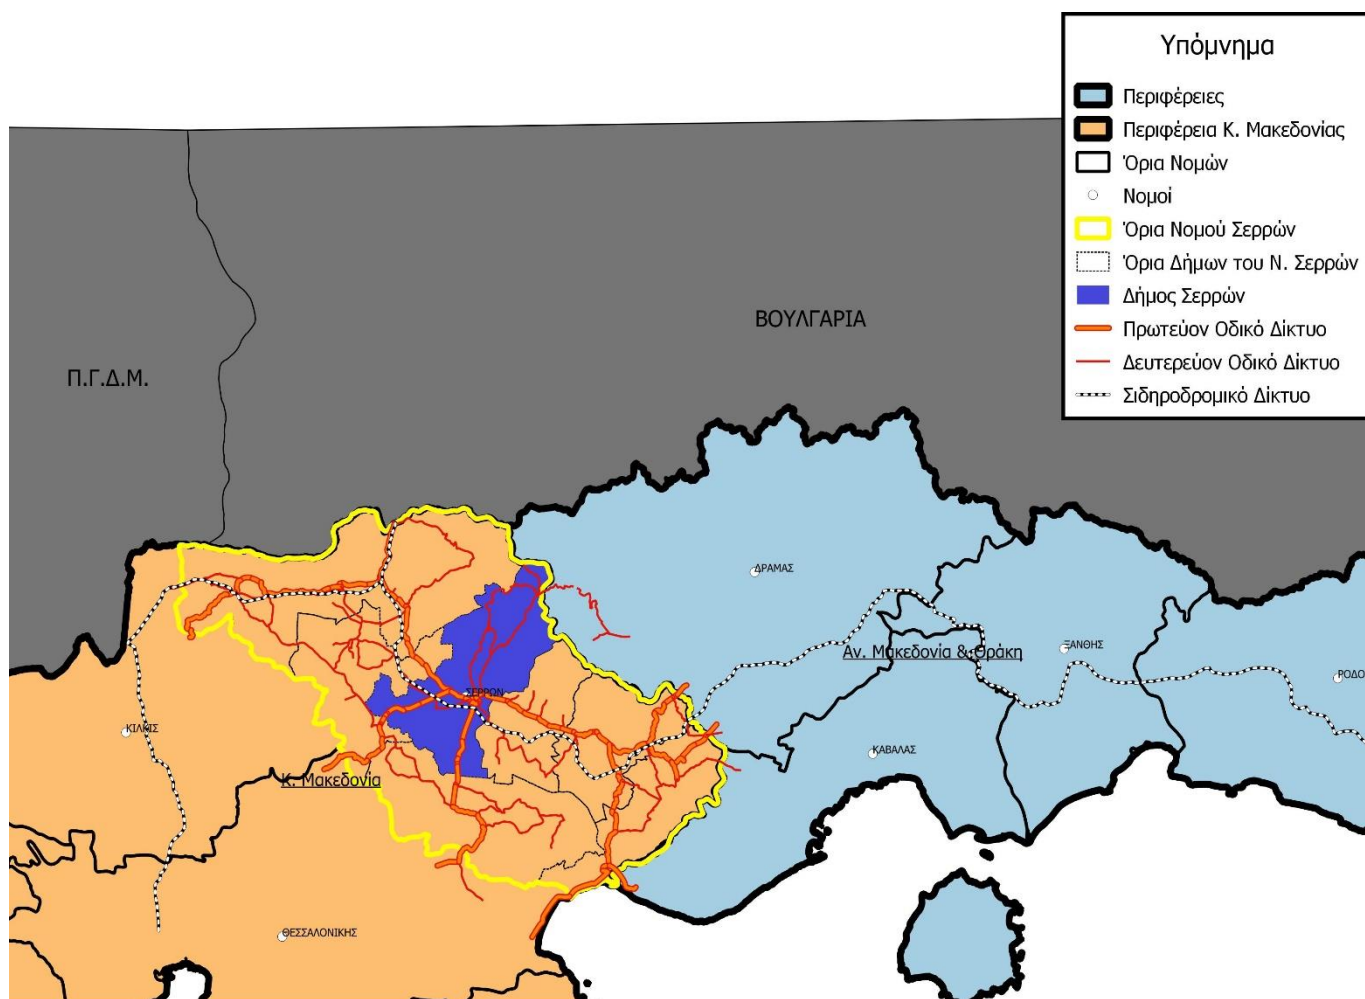 Υπόμνημα
Περιφέρειες
Περιφέρεια Κ. Μακεδονίας
Όρια Νομών
Νομοί
Όρια Νομού Σερρών
Όρια Δήμων του Ν. Σερρών
Δήμος Σερρών
Πρωτεύον Οδικό Δίκτυο
Δευτερεύον Οδικό Δίκτυο
Σιδηροδρομικό Δίκτυο
ΒΟΥΛΓΑΡΙΑ
Π.Γ.Δ.Μ.
ΔΡΑΜΑΣ
Αν. Μακεδονία & Θράκη
ΞΑΝΘΗΣ
ΡΟΔΟ
ΣΕΡΡΩΝ
ΚΙΛΚΙΣ
ΚΑΒΑΛΑΣ
Κ. Μακεδονία
ΘΕΣΣΑΛΟΝΙΚΗΣ